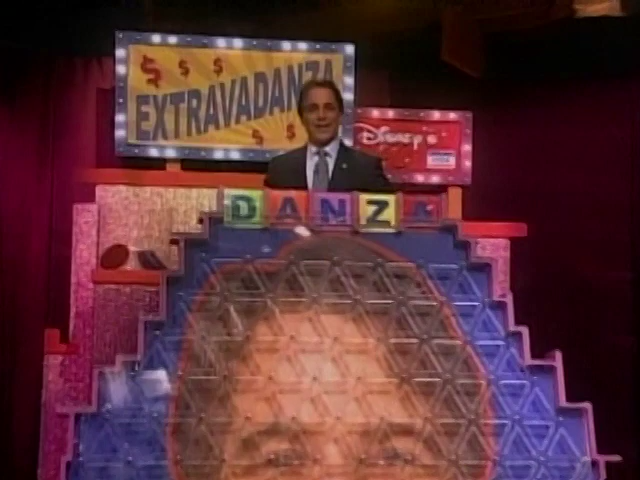 $ $ $
EXTRAVADANZA
$ $
Disney
DANZA